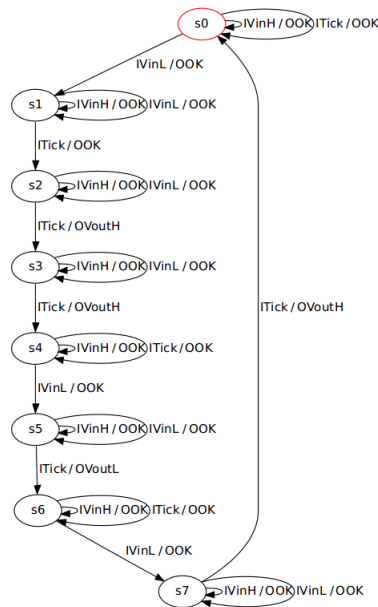 s0
IVinH / OOK
ITick / OOK
IVinL / OOK
s1
IVinH / OOK
IVinL / OOK
ITick / OOK
s2
IVinH / OOK
IVinL / OOK
ITick / OVoutH
s3
IVinH / OOK
IVinL / OOK
ITick / OVoutH
ITick / OVoutH
s4
IVinH / OOK
ITick / OOK
IVinL / OOK
s5
IVinH / OOK
IVinL / OOK
ITick / OVoutL
s6
IVinH / OOK
ITick / OOK
IVinL / OOK
s7
IVinH / OOK
IVinL / OOK